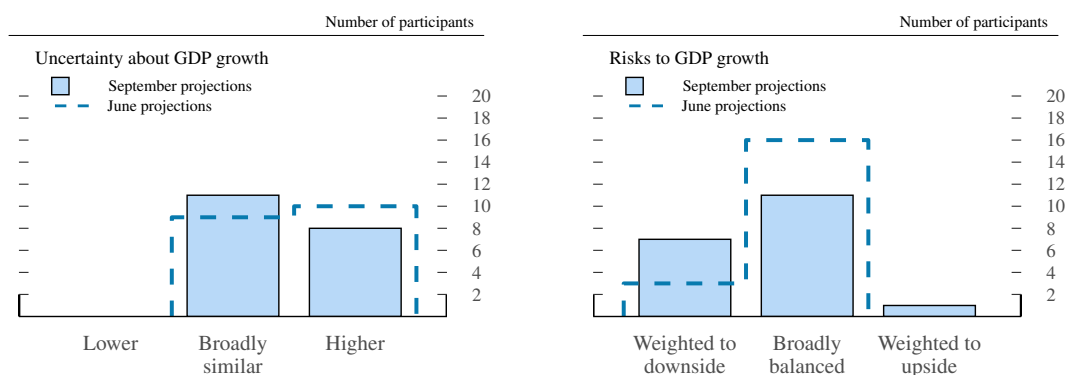 Number of participants
Uncertainty about GDP growth
September projections
June projections
20
18
16
14
12
10
8
6
4
2
Lower
Broadly
similar
Higher
Number of participants
Risks to GDP growth
September projections
June projections
20
18
16
14
12
10
8
6
4
2
Weighted to
downside
Broadly
balanced
Weighted to
upside